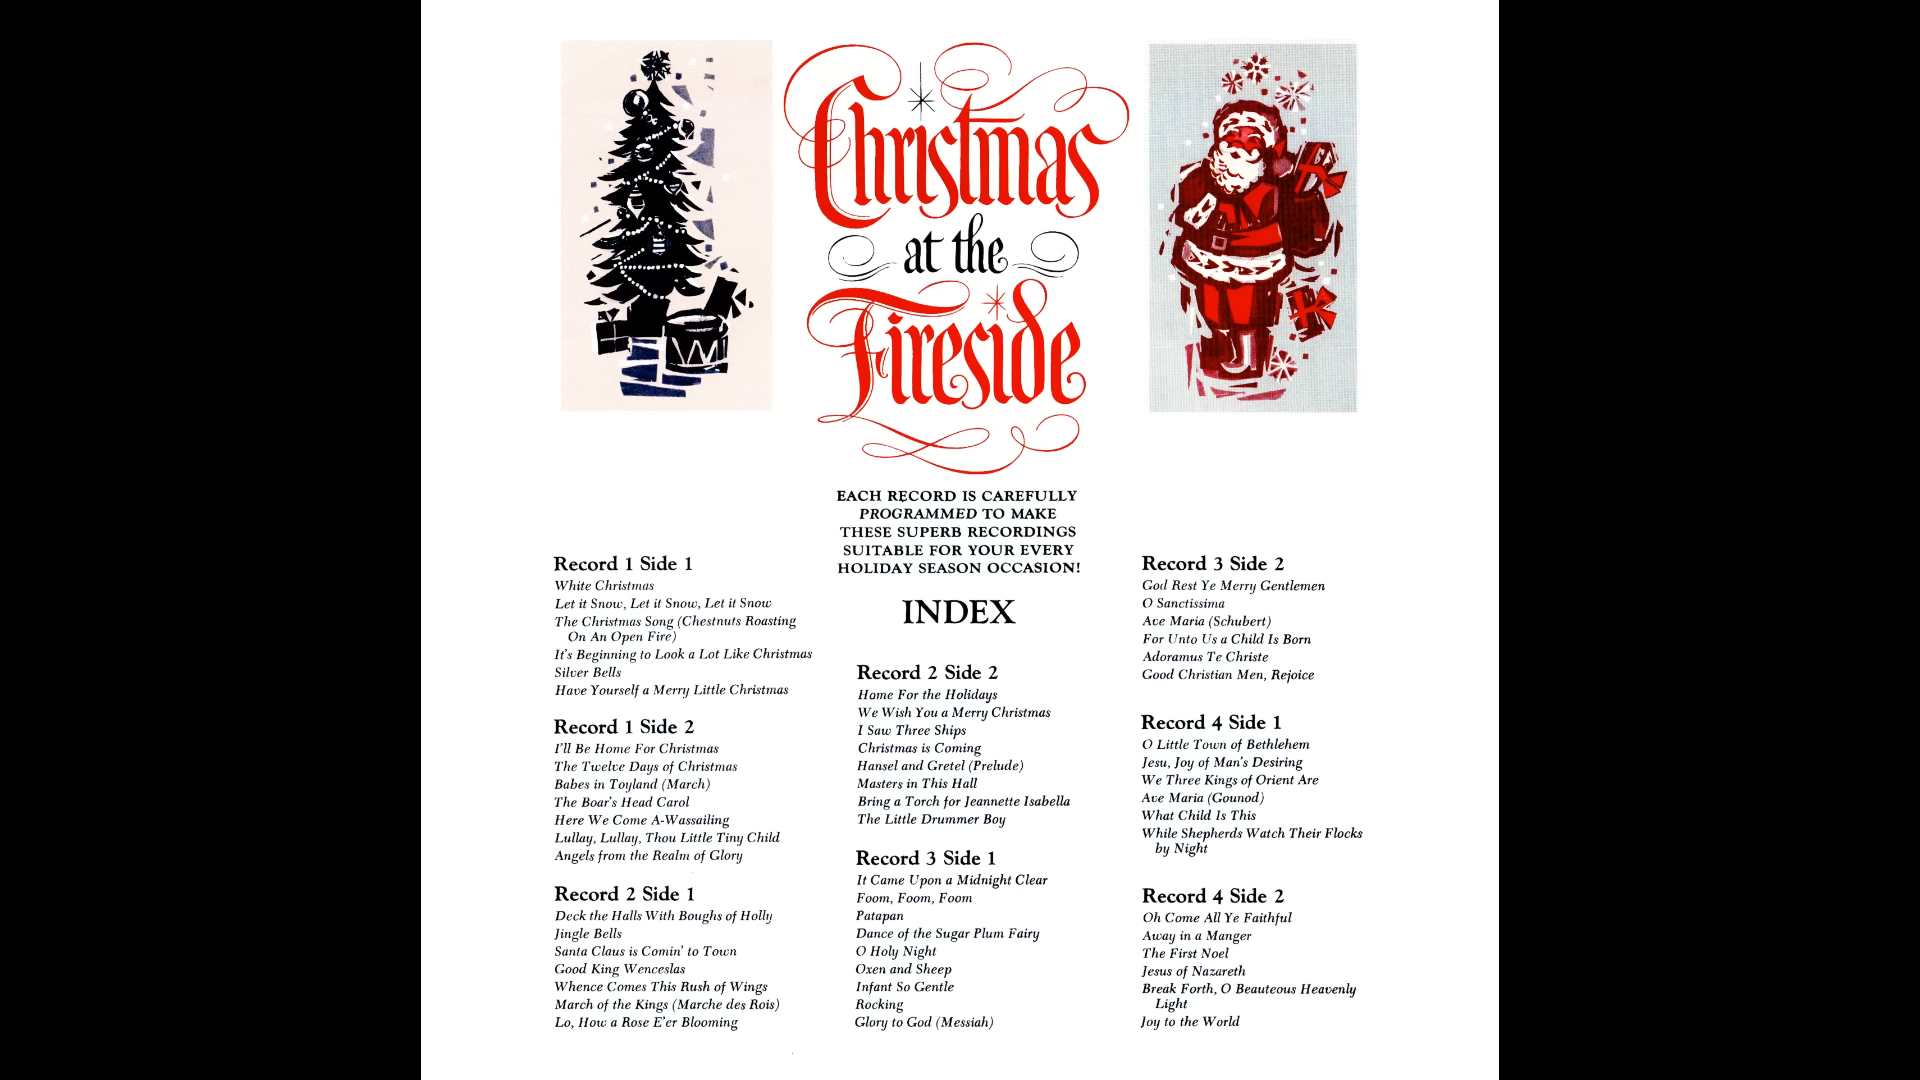 Christmas
at the
Fireside
EACH RECORD IS CAREFULLY
PROGRAMMED TO MAKE
THESE SUPERB RECORDINGS
SUITABLE FOR YOUR EVERY
HOLIDAY SEASON OCCASION!
INDEX
Record 1 Side 1
White Christmas
Let it Snow, Let it Snow, Let it Snow
The Christmas Song (Chestnuts Roasting
On An Open Fire)
It's Beginning to Look a Lot Like Christmas
Silver Bells
Have Yourself a Merry Little Christmas
Record 1 Side 2
I'll Be Home For Christmas
The Twelve Days of Christmas
Babes in Toyland (March)
The Boar's Head Carol
Here We Come A-Wassailing
Lullay, Lullay, Thou Little Tiny Child
Angels from the Realm of Glory
Record 2 Side 1
Deck the Halls With Boughs of Holly
Jingle Bells
Santa Claus is Comin' to Town
Good King Wenceslas
Whence Comes This Rush of Wings
March of the Kings (Marche des Rois)
Lo, How a Rose E'er Blooming
Record 2 Side 2
Home For the Holidays
We Wish You a Merry Christmas
I Saw Three Ships
Christmas is Coming
Hansel and Gretel (Prelude)
Masters in This Hall
Bring a Torch for Jeannette Isabella
The Little Drummer Boy
Record 3 Side 1
It Came Upon a Midnight Clear
Foom, Foom, Foom
Patapan
Dance of the Sugar Plum Fairy
O Holy Night
Oxen and Sheep
Infant So Gentle
Rocking
Glory to God (Messiah)
Record 3 Side 2
God Rest Ye Merry Gentlemen
O Sanctissima
Ave Maria (Schubert)
For Unto Us a Child Is Born
Adoramus Te Christe
Good Christian Men, Rejoice
Record 4 Side 1
O Little Town of Bethlehem
Jesu, Joy of Man's Desiring
We Three Kings of Orient Are
Ave Maria (Gounod)
What Child Is This
While Shepherds Watch Their Flocks
by Night
Record 4 Side 2
Oh Come All Ye Faithful
Away in a Manger
The First Noel
Jesus of Nazareth
Break Forth, O Beauteous Heavenly
Light
Joy to the World